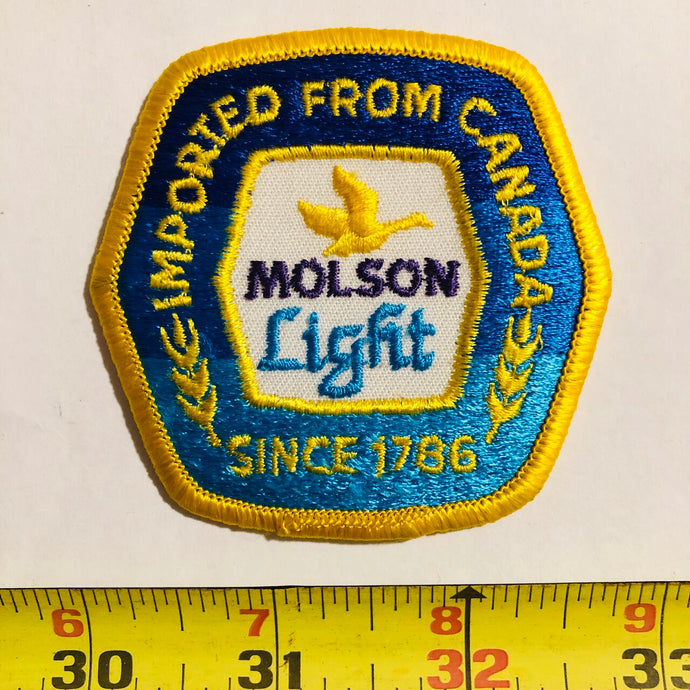 IMPORTED FROM CANADA
MOLSON
Light
SINCE 1786
6 7 8 9
30 31 32 33